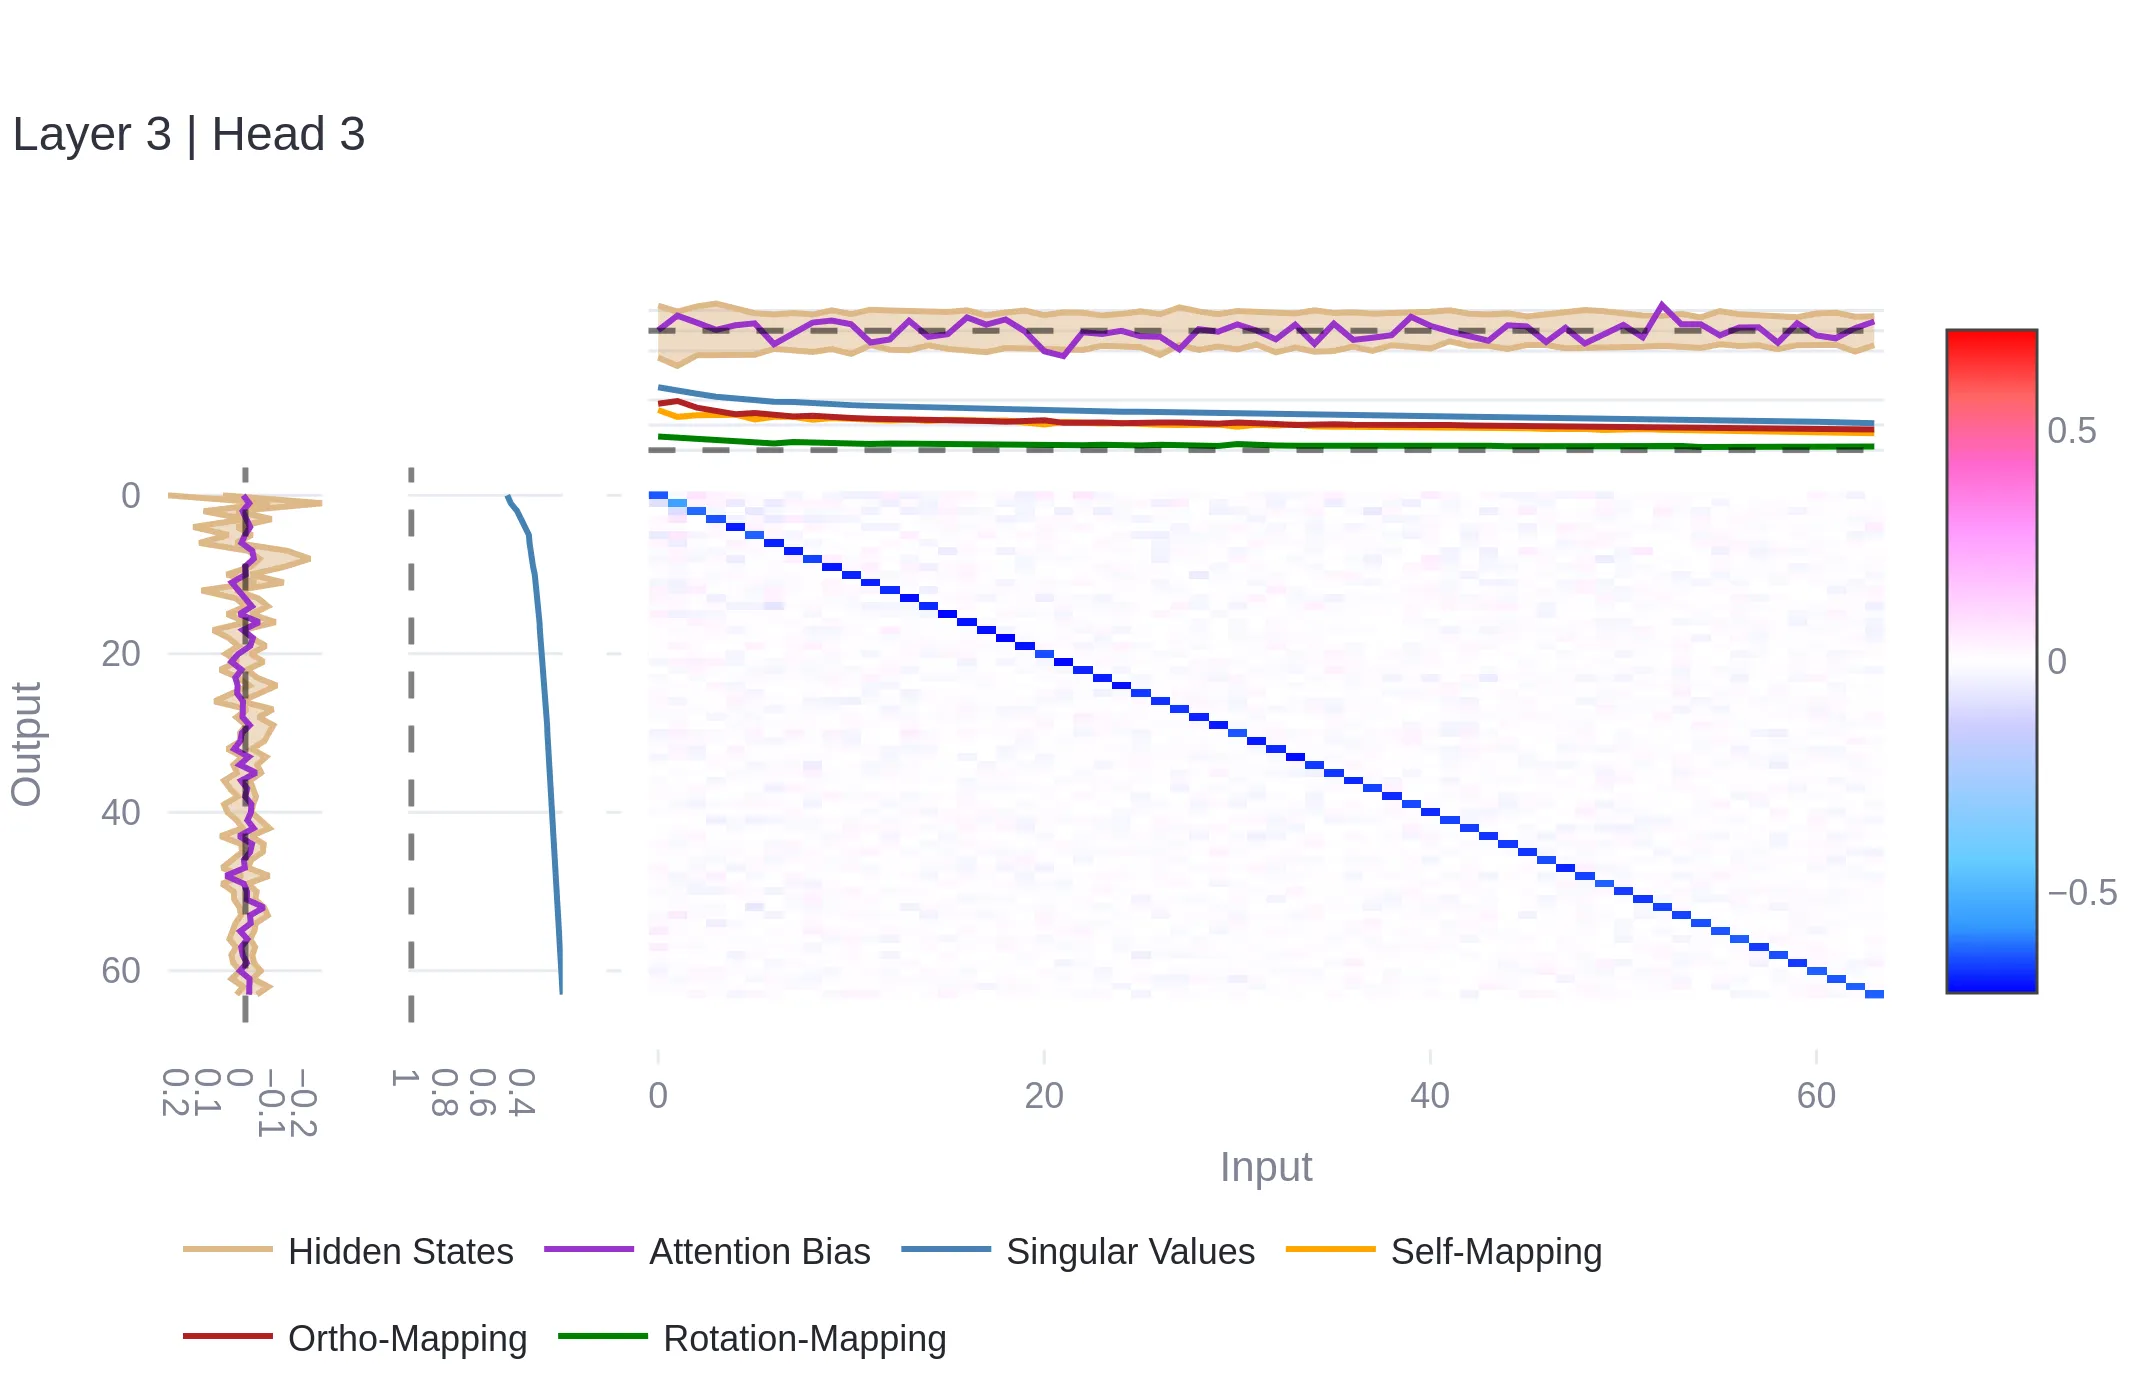 Layer 3 | Head 3
0
20
40
60
Output
0.2
0.1
0
−0.1
−0.2
1
0.8
0.6
0.4
0
20
40
60
Input
0.5
0
−0.5
Hidden States
Attention Bias
Singular Values
Self-Mapping
Ortho-Mapping
Rotation-Mapping